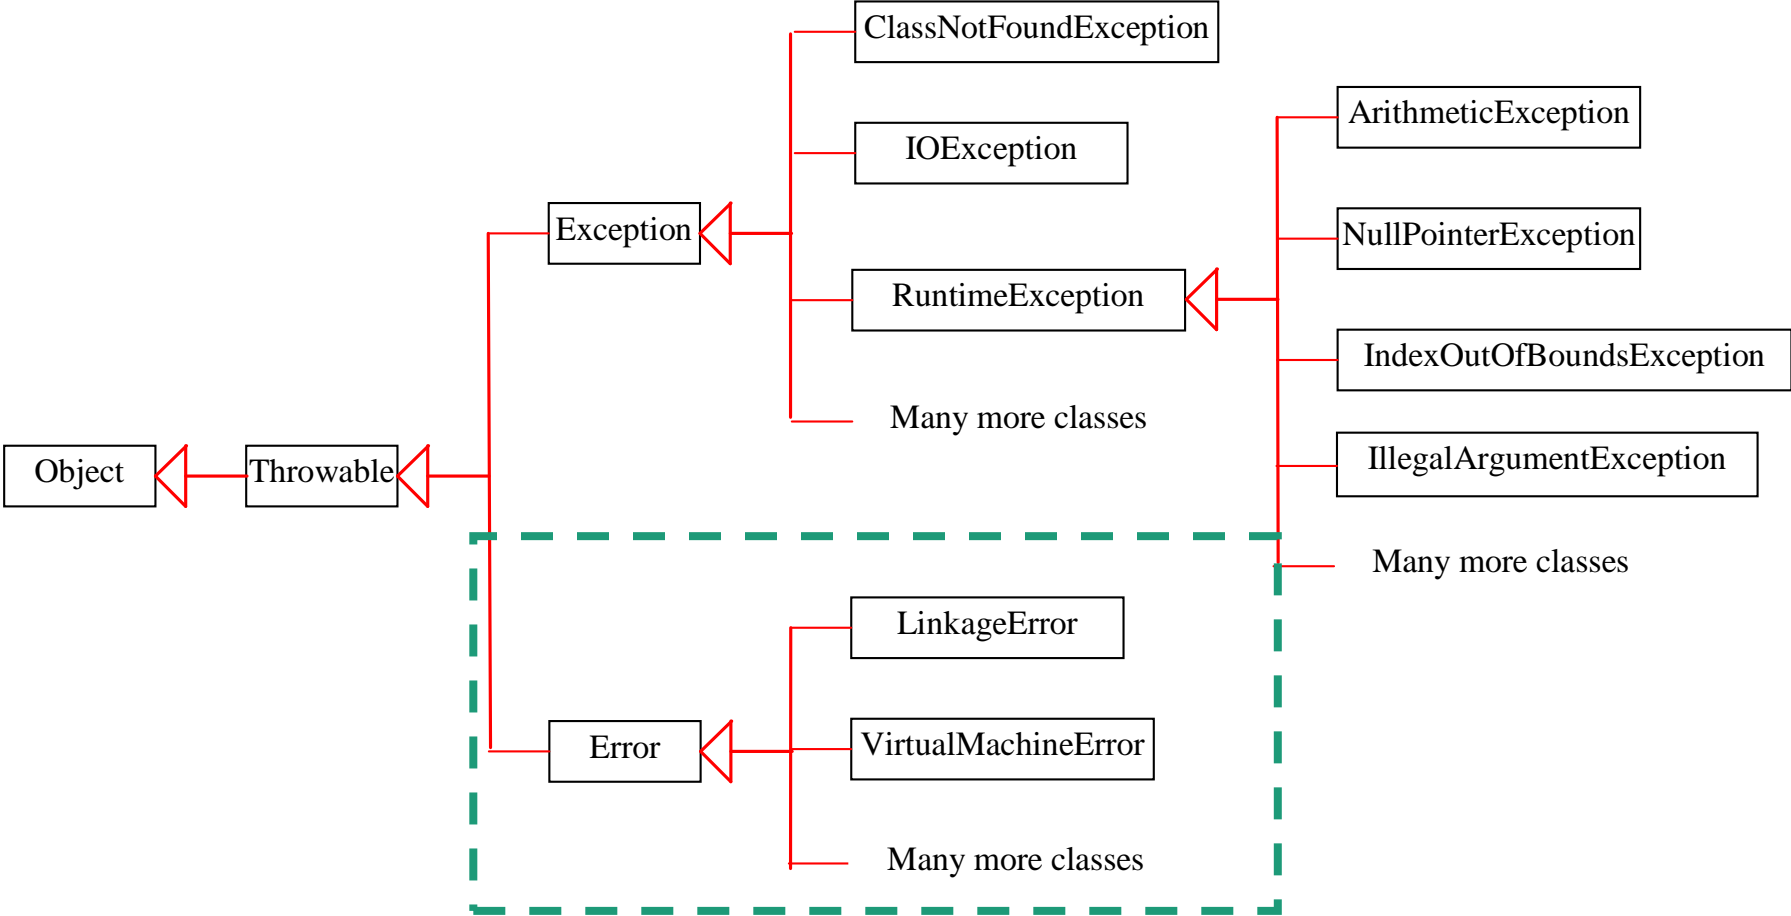 ClassNotFoundException
ArithmeticException
IOException
NullPointerException
Exception
RuntimeException
IndexOutOfBoundsException
Many more classes
Object
Throwable
IllegalArgumentException
Many more classes
LinkageError
Error
VirtualMachineError
Many more classes